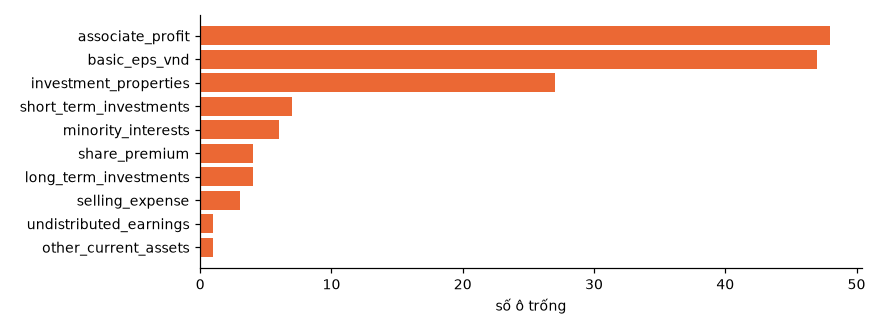 associate_profit
basic_eps_vnd
investment_properties
short_term_investments
minority_interests
share_premium
long_term_investments
selling_expense
undistributed_earnings
other_current_assets
0 10 20 30 40 50
số ô trống